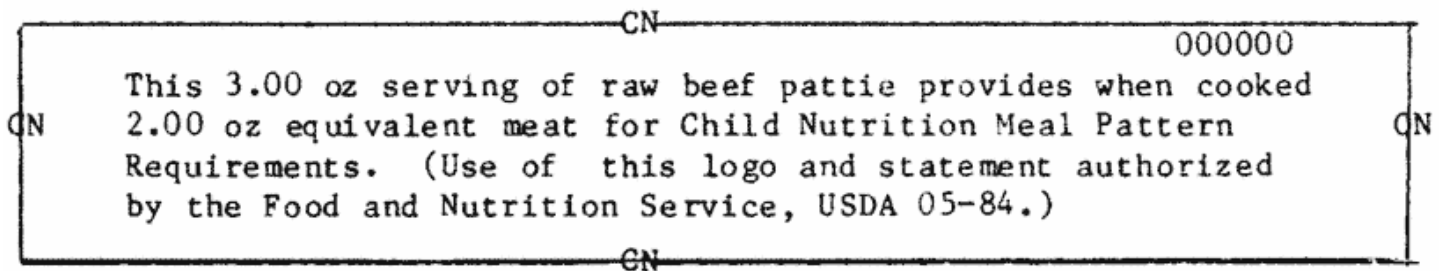 CN
000000
This 3.00 oz serving of raw beef pattie provides when cooked
CN 2.00 oz equivalent meat for Child Nutrition Meal Pattern CN
Requirements. (Use of this logo and statement authorized
by the Food and Nutrition Service, USDA 05-84.)
CN